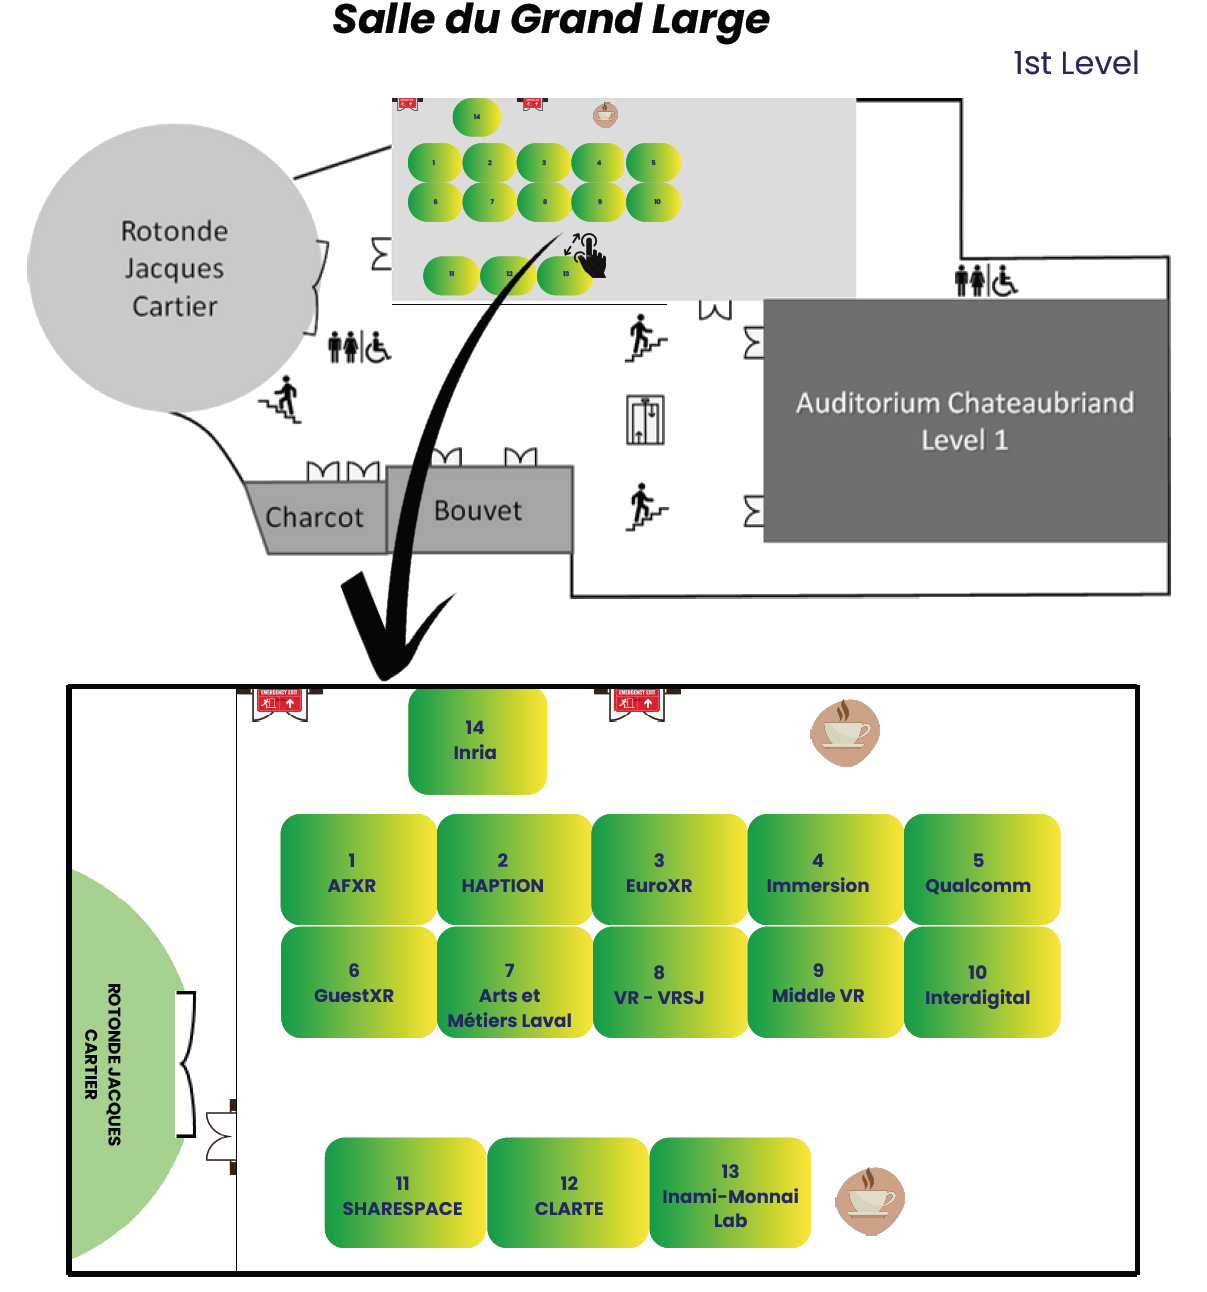 Salle du Grand Large
1st Level
14
1
2
3
4
5
6
7
8
9
10
11
12
13
Rotonde
Jacques
Cartier
Auditorium Chateaubriand
Level 1
Charcot
Bouvet
EMERGENCY EXIT
EMERGENCY EXIT
14
Inria
1
AFXR
2
HAPTION
3
EuroXR
4
Immersion
5
Qualcomm
6
GuestXR
7
Arts et
Métiers Laval
8
VR - VRSJ
9
Middle VR
10
Interdigital
ROTONDE JACQUES
CARTIER
11
SHARESPACE
12
CLARTE
13
Inami-Monnai
Lab